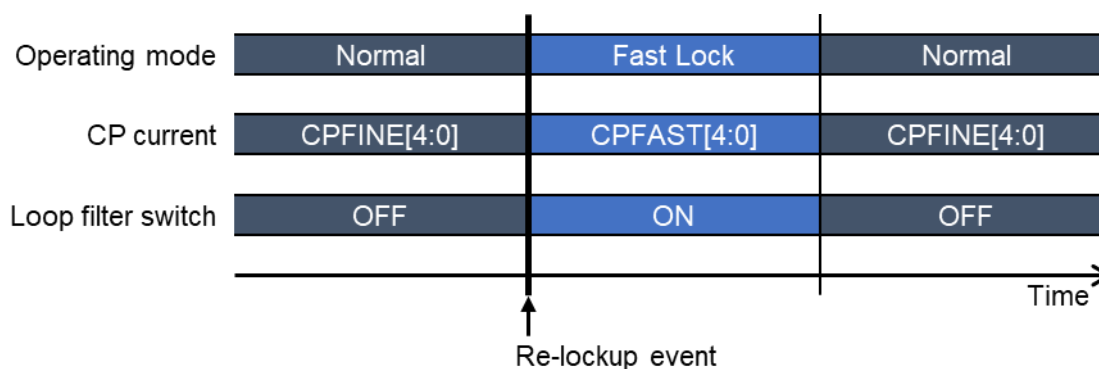 Operating mode Normal Fast Lock Normal
CP current CPFINE[4:0] CPFAST[4:0] CPFINE[4:0]
Loop filter switch OFF ON OFF
Time
Re-lockup event